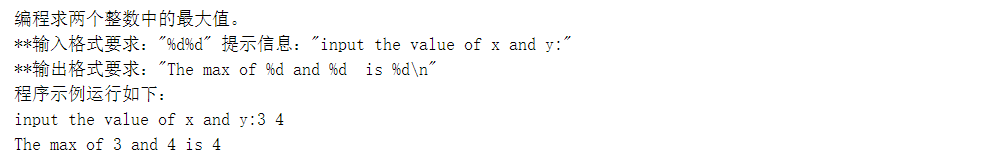 编程求两个整数中的最大值。
**输入格式要求："%d%d" 提示信息："input the value of x and y:"
**输出格式要求："The max of %d and %d  is %d\n"
程序示例运行如下：
input the value of x and y:3 4
The max of 3 and 4 is 4